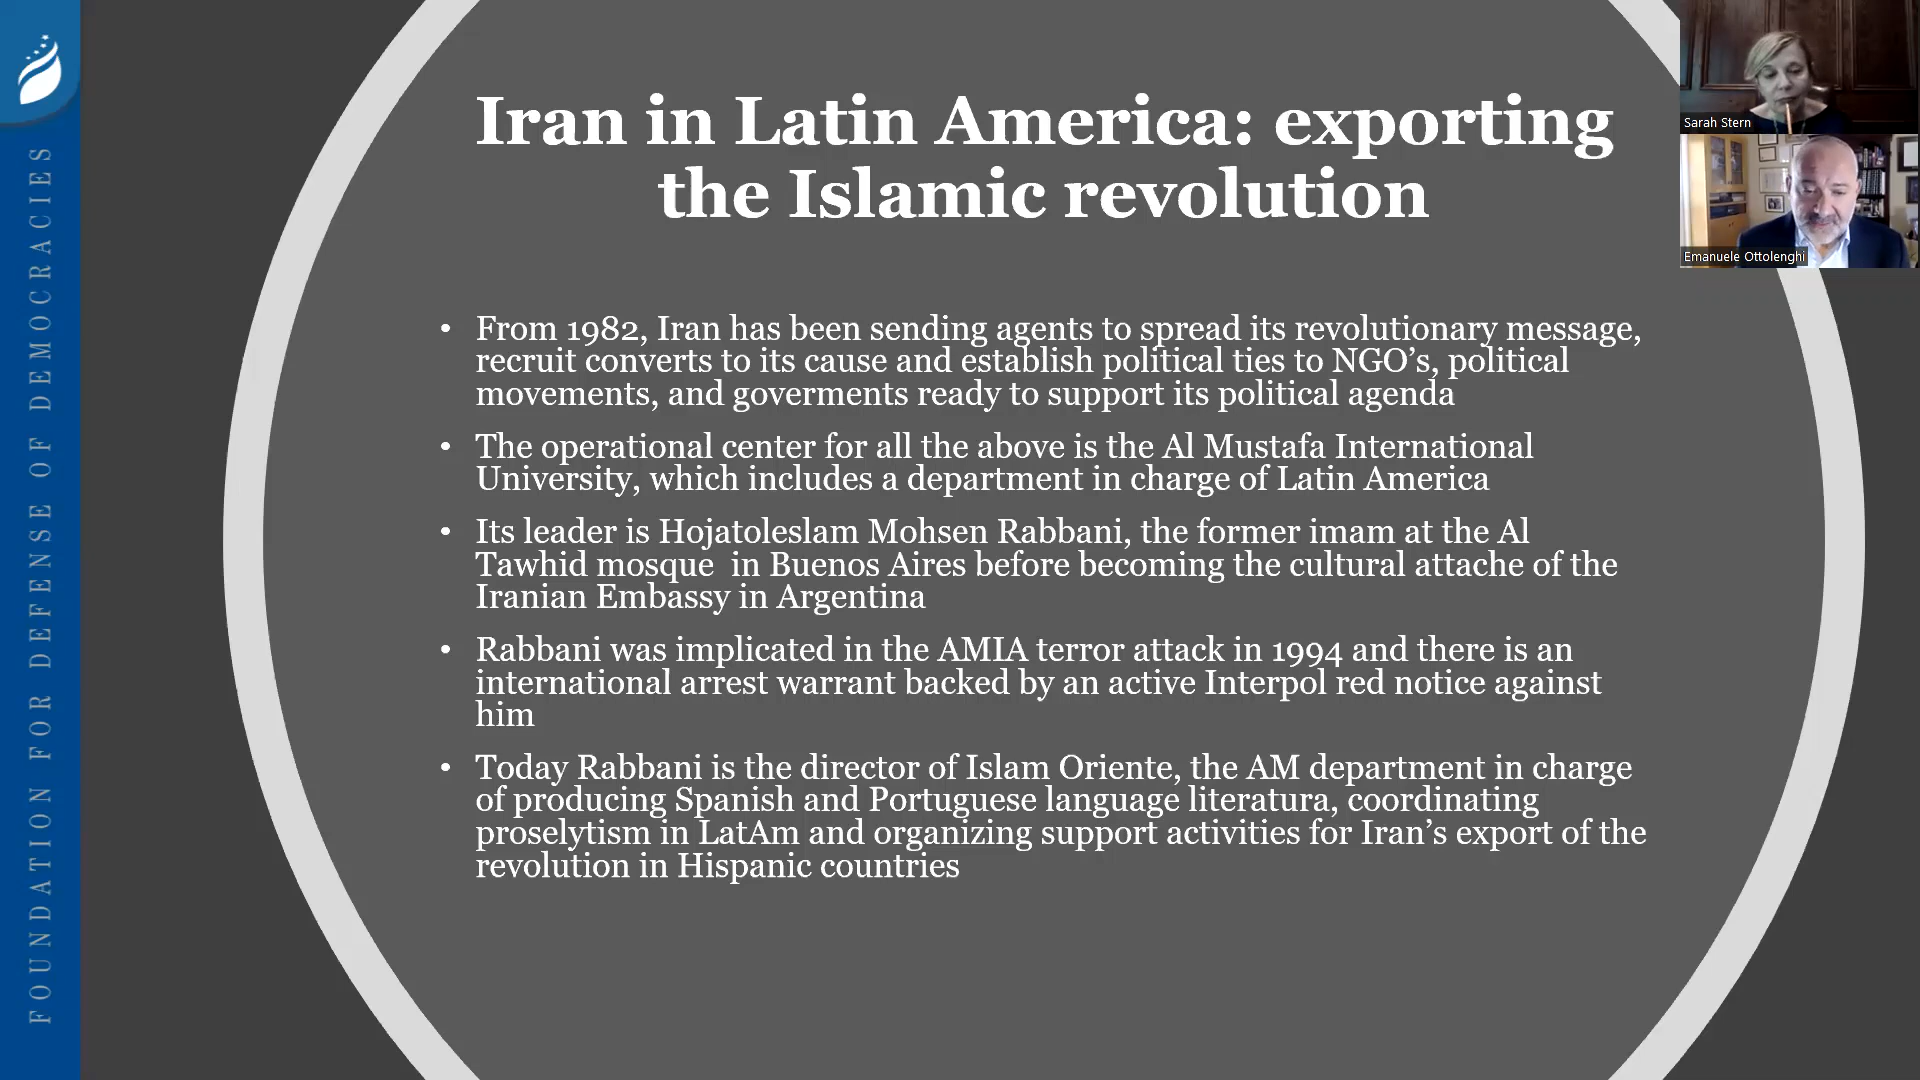 FOUNDATION FOR DEFENSE OF DEMOCRACIES
Iran in Latin America: exporting
the Islamic revolution
• From 1982, Iran has been sending agents to spread its revolutionary message,
recruit converts to its cause and establish political ties to NGO’s, political
movements, and goverments ready to support its political agenda
• The operational center for all the above is the Al Mustafa International
University, which includes a department in charge of Latin America
• Its leader is Hojatoleslam Mohsen Rabbani, the former imam at the Al
Tawhid mosque  in Buenos Aires before becoming the cultural attache of the
Iranian Embassy in Argentina
• Rabbani was implicated in the AMIA terror attack in 1994 and there is an
international arrest warrant backed by an active Interpol red notice against
him
• Today Rabbani is the director of Islam Oriente, the AM department in charge
of producing Spanish and Portuguese language literatura, coordinating
proselytism in LatAm and organizing support activities for Iran’s export of the
revolution in Hispanic countries
Sarah Stern
Emanuele Ottolenghi